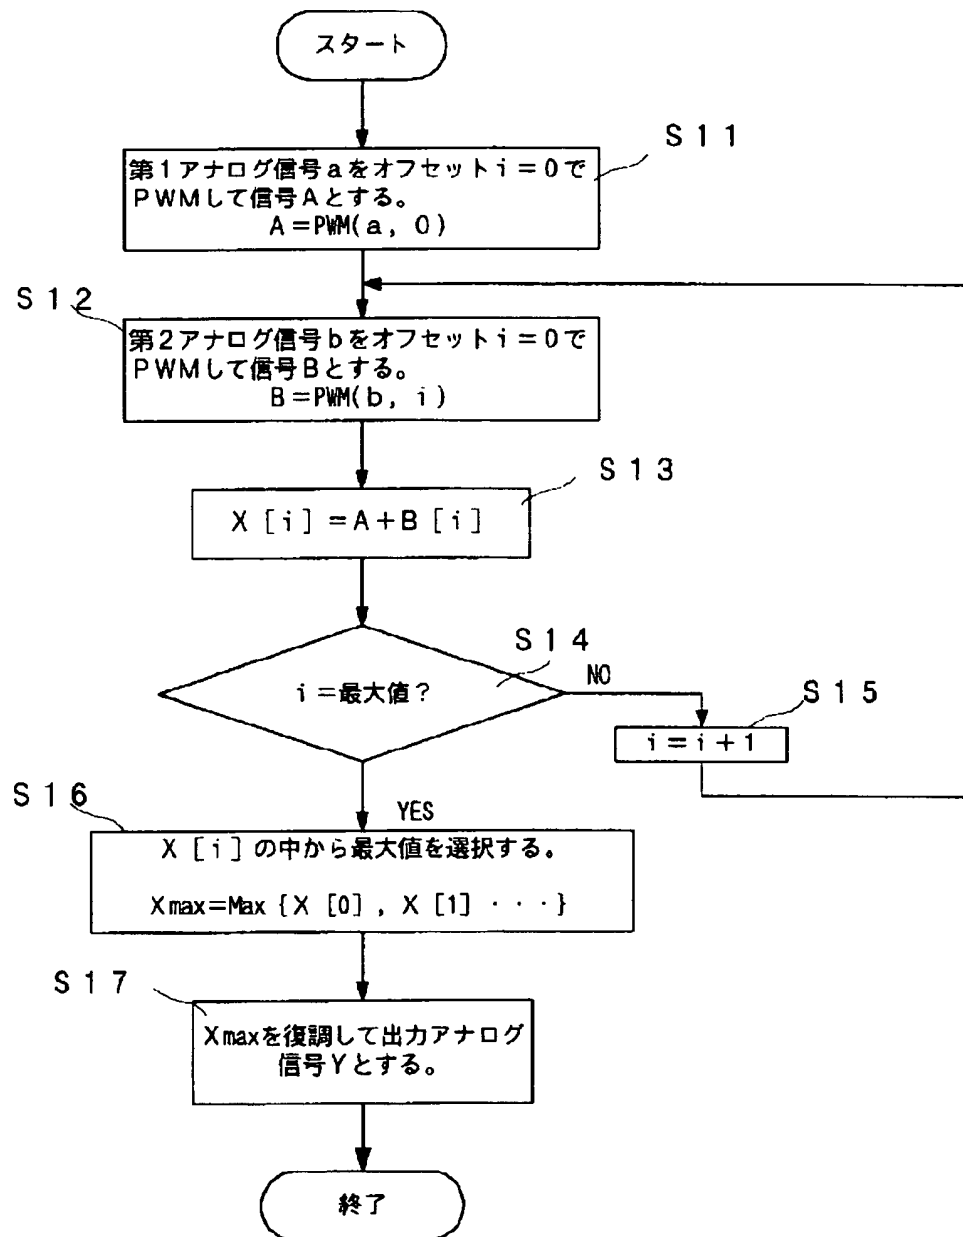 スタート
S11
第1アナログ信号aをオフセットi=0で
PWMして信号Aとする。
A=PWM(a, 0)
S12
第2アナログ信号bをオフセットi=0で
PWMして信号Bとする。
B=PWM(b, i)
S13
X[i]=A+B[i]
S14
i=最大値?
NO
S15
i=i+1
YES
S16
X[i]の中から最大値を選択する。
Xmax=Max{X[0], X[1]···}
S17
Xmaxを復調して出力アナログ
信号Yとする。
終了